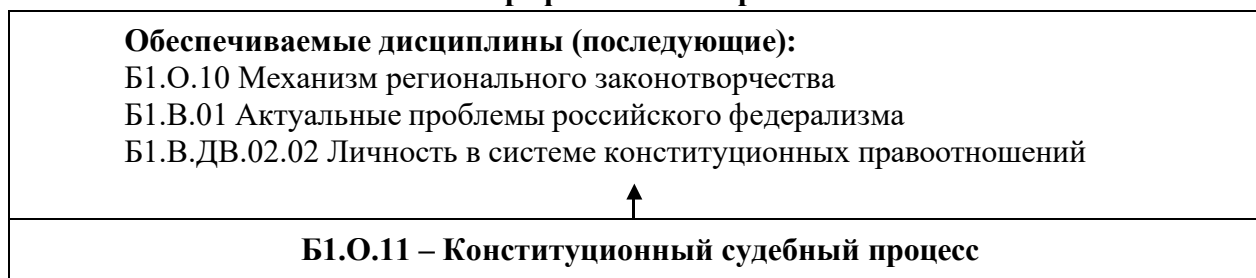 Обеспечиваемые дисциплины (последующие):
Б1.О.10 Механизм регионального законотворчества
Б1.В.01 Актуальные проблемы российского федерализма
Б1.В.ДВ.02.02 Личность в системе конституционных правоотношений
Б1.О.11 – Конституционный судебный процесс